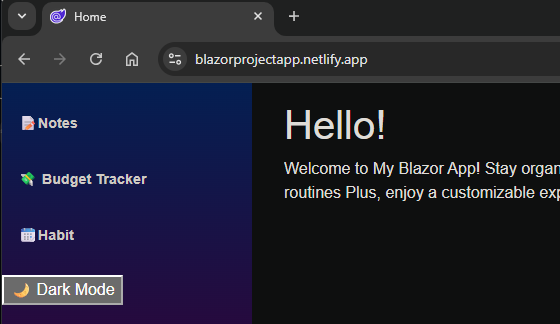 Home
blazorprojectapp.netlify.app
📝Notes
💸 Budget Tracker
🗓️Habit
🌙 Dark Mode
Hello!
Welcome to My Blazor App! Stay organ
routines Plus, enjoy a customizable exp